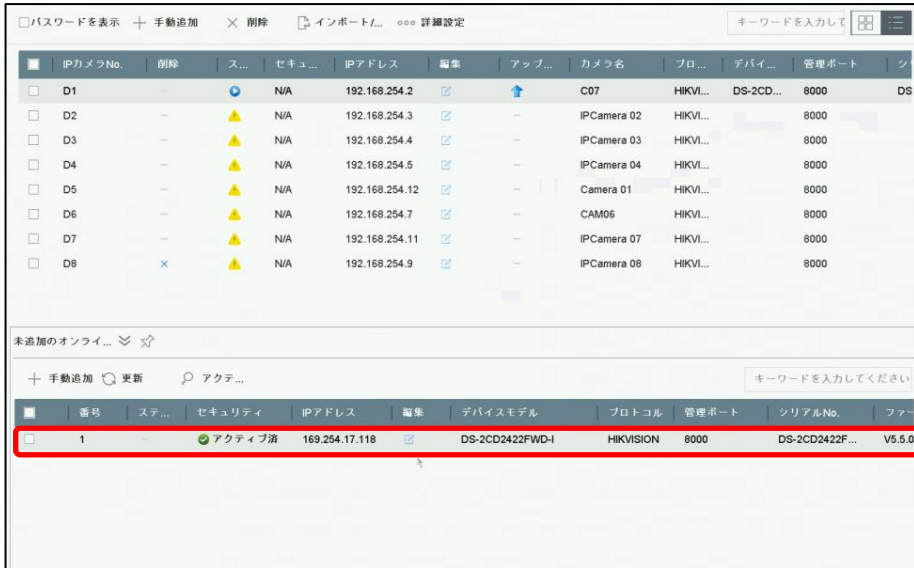 パスワードを表示 手動追加 削除 インポート/... 詳細設定 キーワードを入力して
IPカメラNo. 削除 ス... セキュ... IPアドレス 編集 アップ... カメラ名 プロ... デバイ... 管理ポート シリ
D1 — N/A 192.168.254.2 C07 HIKVI... DS-2CD... 8000 DS
D2 — N/A 192.168.254.3 — IPCamera 02 HIKVI... 8000
D3 — N/A 192.168.254.4 — IPCamera 03 HIKVI... 8000
D4 — N/A 192.168.254.5 — IPCamera 04 HIKVI... 8000
D5 — N/A 192.168.254.12 — Camera 01 HIKVI... 8000
D6 — N/A 192.168.254.7 — CAM06 HIKVI... 8000
D7 — N/A 192.168.254.11 — IPCamera 07 HIKVI... 8000
D8 × N/A 192.168.254.9 — IPCamera 08 HIKVI... 8000
未追加のオンライ...
手動追加 更新 アクテ... キーワードを入力してください
番号 ステ... セキュリティ IPアドレス 編集 デバイスモデル プロトコル 管理ポート シリアルNo. ファー
1 — アクティブ済 169.254.17.118 DS-2CD2422FWD-I HIKVISION 8000 DS-2CD2422F... V5.5.0